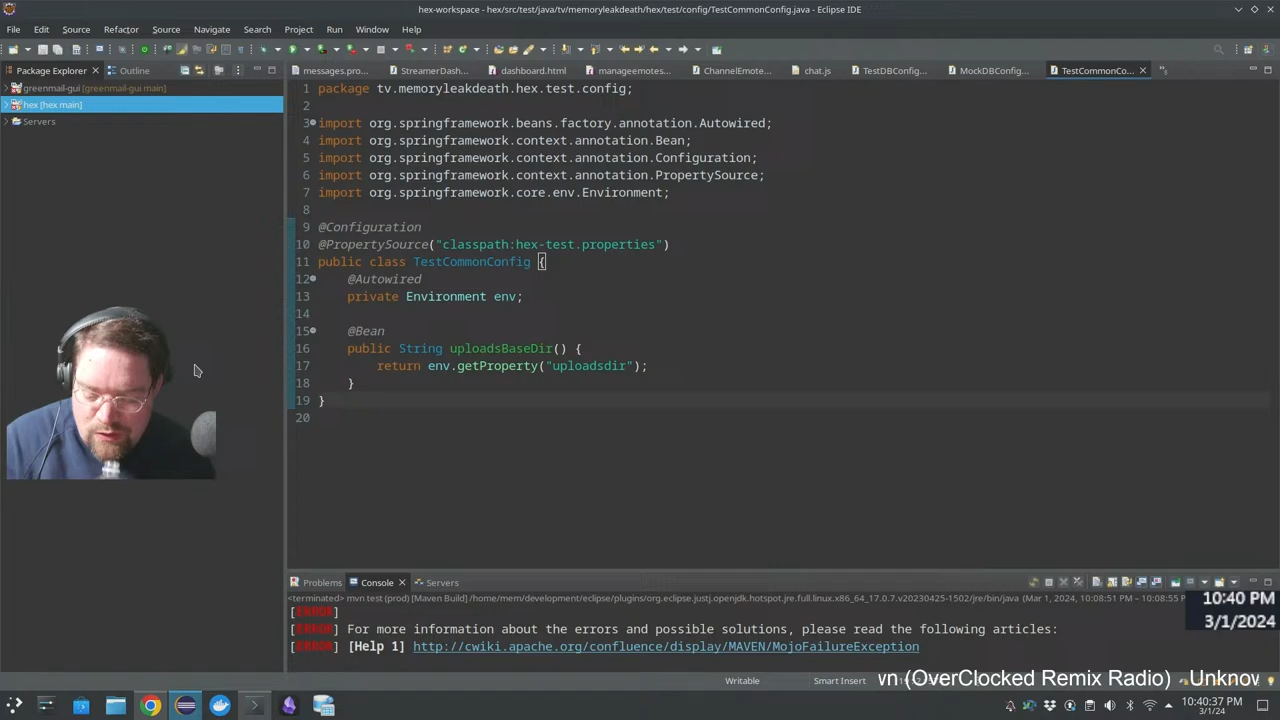 hex-workspace - hex/src/test/java/tv/memoryleakdeath/hex/test/config/TestCommonConfig.java - Eclipse IDE
File Edit Source Refactor Source Navigate Search Project Run Window Help
Package Explorer Outline
messages.pro... StreamerDash... dashboard.html manageemotes... ChannelEmote... chat.js TestDBConfig... MockDBConfig... TestCommonCo...
greenmail-gui [greenmail-gui main]
hex [hex main]
Servers
1 package tv.memoryleakdeath.hex.test.config;
2
3 import org.springframework.beans.factory.annotation.Autowired;
4 import org.springframework.context.annotation.Bean;
5 import org.springframework.context.annotation.Configuration;
6 import org.springframework.context.annotation.PropertySource;
7 import org.springframework.core.env.Environment;
8
9 @Configuration
10 @PropertySource("classpath:hex-test.properties")
11 public class TestCommonConfig {
12 @Autowired
13 private Environment env;
14
15 @Bean
16 public String uploadsBaseDir() {
17 return env.getProperty("uploadsdir");
18 }
19 }
20
Problems Console Servers
<terminated> mvn test (prod) [Maven Build] /home/mem/development/eclipse/plugins/org.eclipse.justj.openjdk.hotspot.jre.full.linux.x86_64_17.0.7.v20230425-1502/jre/bin/java (Mar 1, 2024, 10:08:51 PM – 10:08:55
[ERROR]
[ERROR] For more information about the errors and possible solutions, please read the following articles:
[ERROR] [Help 1] http://cwiki.apache.org/confluence/display/MAVEN/MojoFailureException
10:40 PM
3/1/2024
Writable Smart Insert
vn (OverClocked Remix Radio) - Unknov
10:40:37 PM
3/1/24